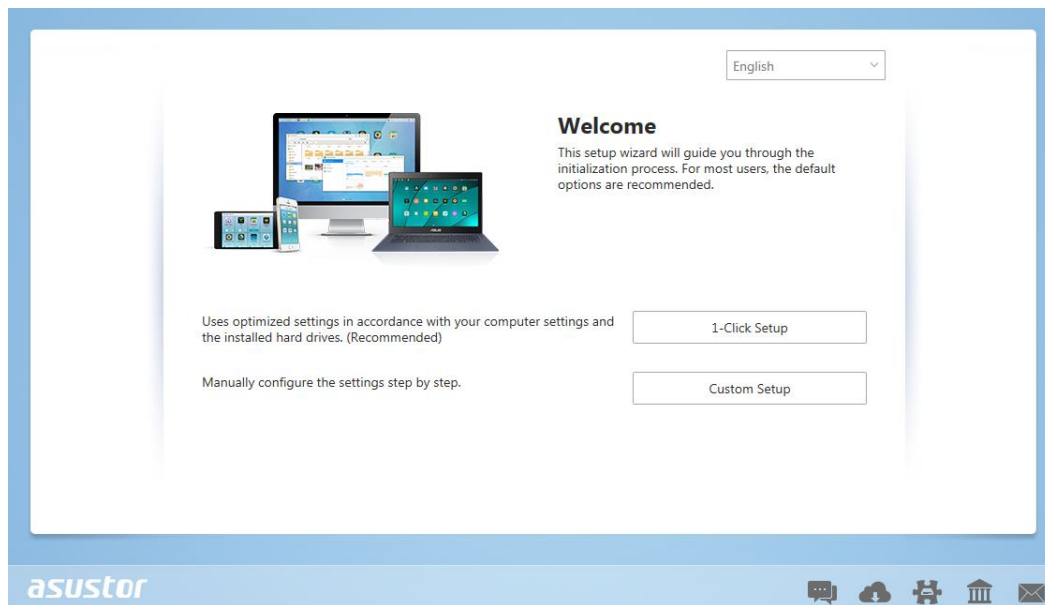 English
Welcome
This setup wizard will guide you through the
initialization process. For most users, the default
options are recommended.
Uses optimized settings in accordance with your computer settings and
the installed hard drives. (Recommended)
1-Click Setup
Manually configure the settings step by step.
Custom Setup
asustor